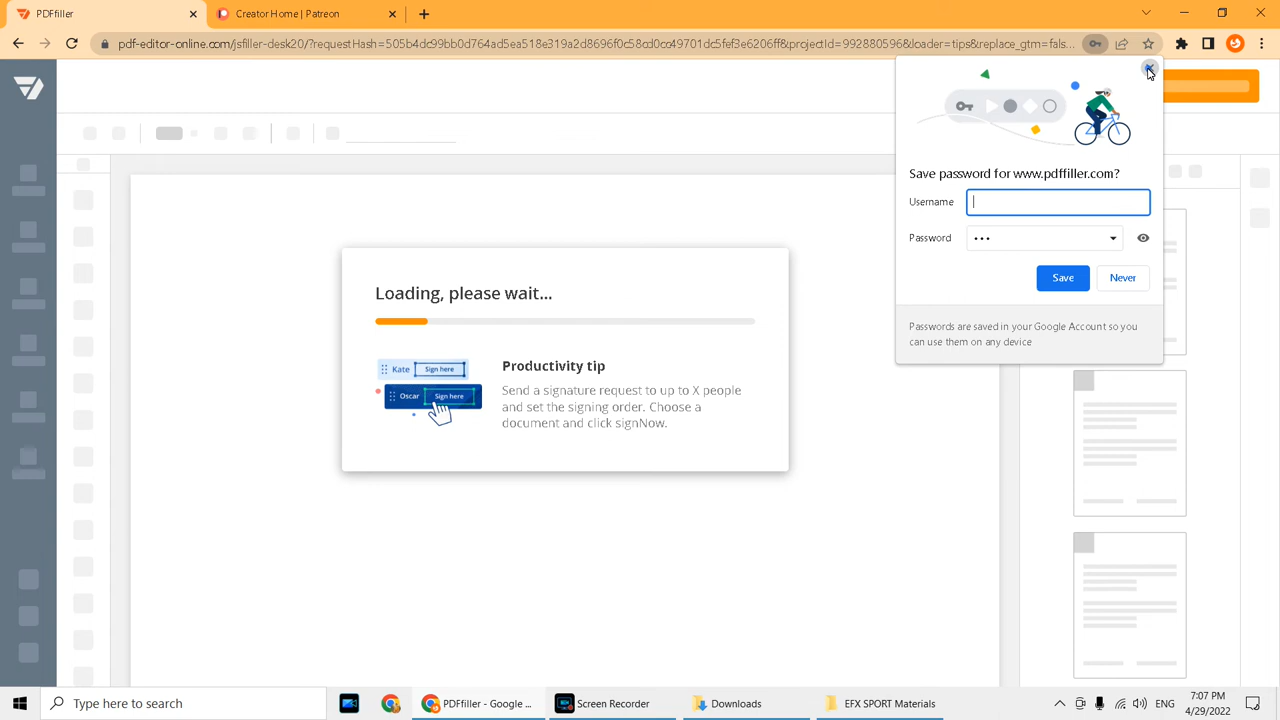 PDFfiller
Creator Home | Patreon
pdf-editor-online.com/jsfiller-desk20/?requestHash=505b4dc99bb0d764ad5ea518e319a2d8696f0c58cd0c49701dc5fef3e6206ff&projectId=992880596&loader=tips&replace_gtm=fals...
Save password for www.pdffiller.com?
Username
Password
Save
Never
Passwords are saved in your Google Account so you
can use them on any device
Loading, please wait...
Kate
Sign here
Oscar
Sign here
Productivity tip
Send a signature request to up to X people
and set the signing order. Choose a
document and click signNow.
Type here to search
PDFfiller - Google ...
Screen Recorder
Downloads
EFX SPORT Materials
ENG
7:07 PM
4/29/2022